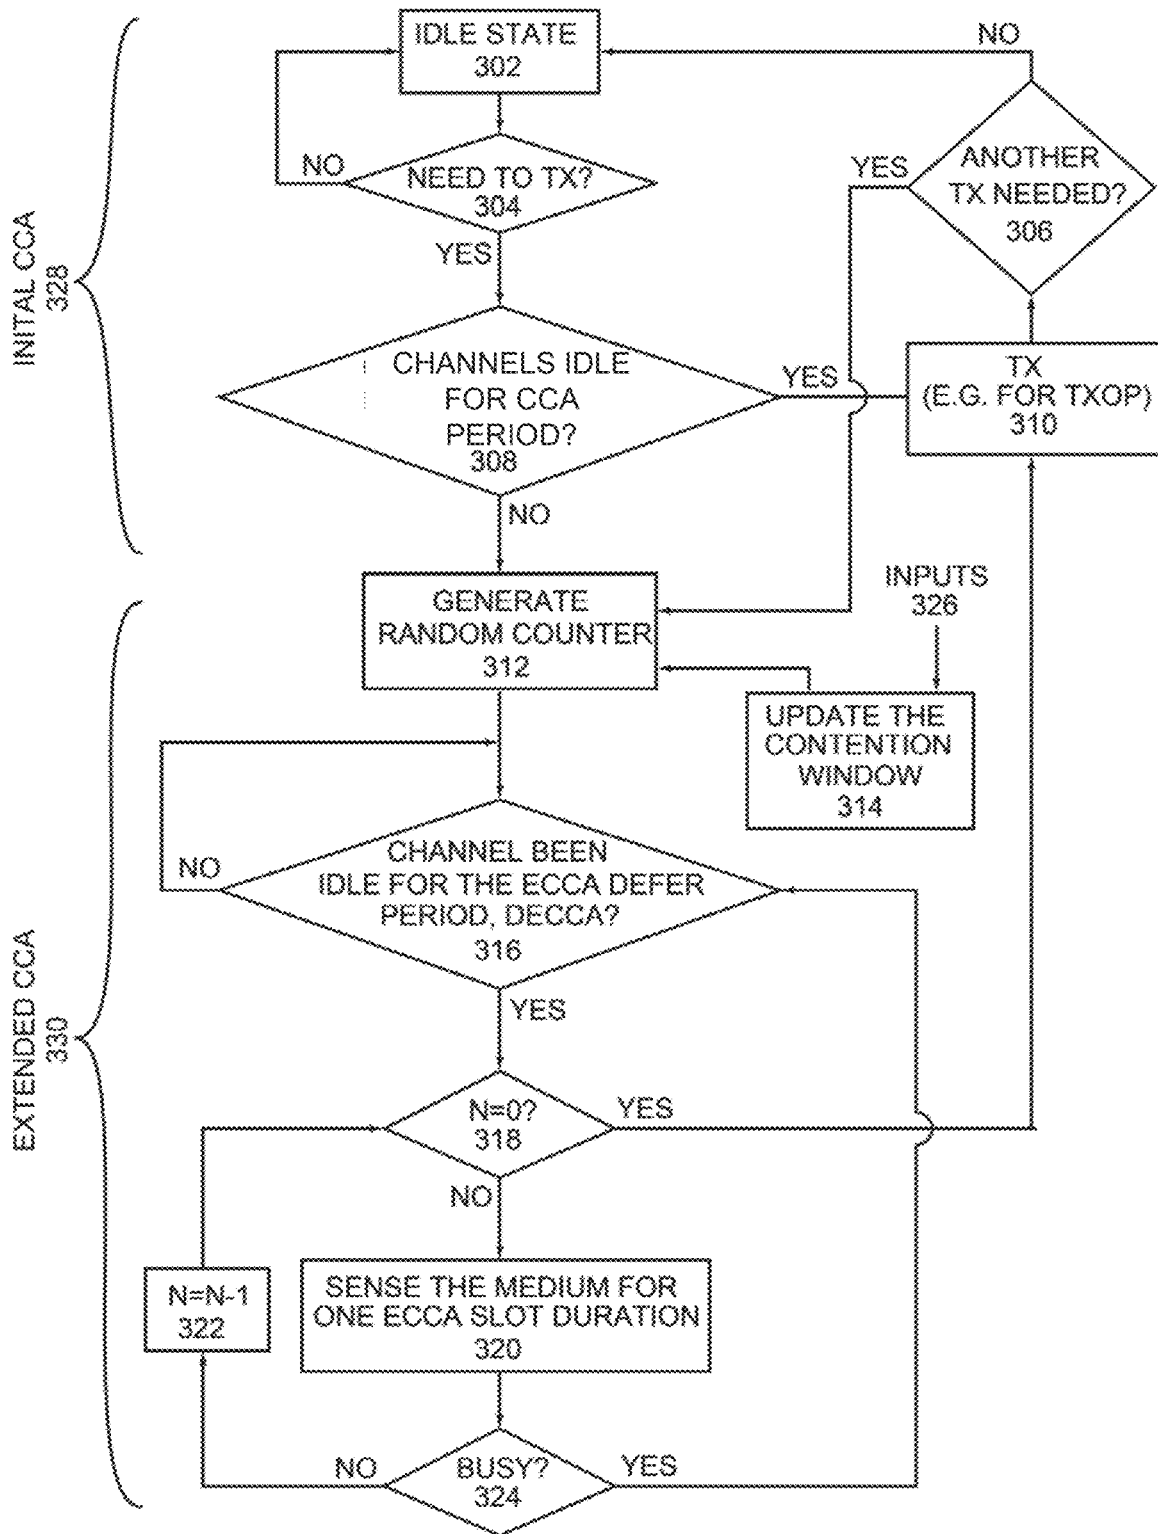 IDLE STATE
302
NO
NO
NEED TO TX?
304
YES
ANOTHER
TX NEEDED?
306
YES
INITAL CCA
328
CHANNELS IDLE
FOR CCA
PERIOD?
308
YES
TX
(E.G. FOR TXOP)
310
NO
GENERATE
RANDOM COUNTER
312
INPUTS
326
UPDATE THE
CONTENTION
WINDOW
314
NO
CHANNEL BEEN
IDLE FOR THE ECCA DEFER
PERIOD, DECCA?
316
YES
EXTENDED CCA
330
N=0?
318
YES
NO
N=N-1
322
SENSE THE MEDIUM FOR
ONE ECCA SLOT DURATION
320
NO
BUSY?
324
YES